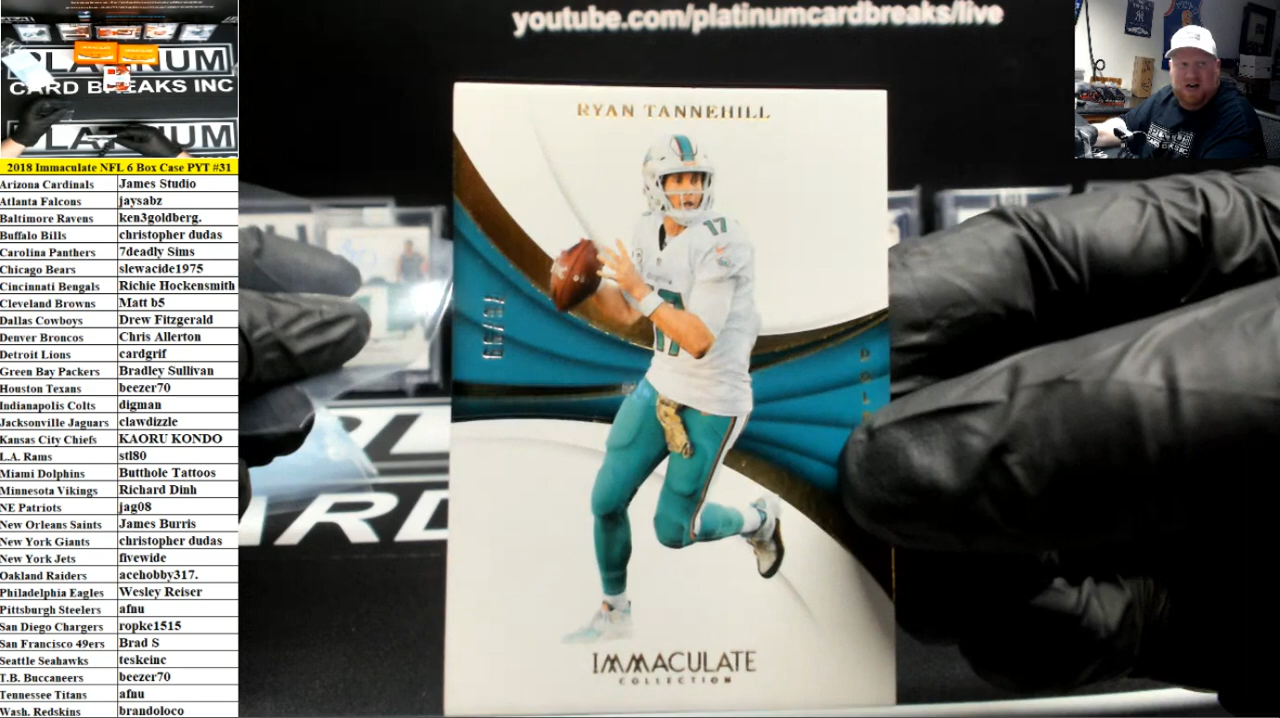 youtube.com/platinumcardbreaks/live
PLATINUM
CARD BREAKS INC
2018 Immaculate NFL 6 Box Case PYT #31
Arizona Cardinals James Studio
Atlanta Falcons jaysabz
Baltimore Ravens ken3goldberg.
Buffalo Bills christopher dudas
Carolina Panthers 7deadly Sims
Chicago Bears slewacide1975
Cincinnati Bengals Richie Hockensmith
Cleveland Browns Matt b5
Dallas Cowboys Drew Fitzgerald
Denver Broncos Chris Allerton
Detroit Lions cardgrif
Green Bay Packers Bradley Sullivan
Houston Texans beezer70
Indianapolis Colts digman
Jacksonville Jaguars clawdizzle
Kansas City Chiefs KAORU KONDO
L.A. Rams stl80
Miami Dolphins Butthole Tattoos
Minnesota Vikings Richard Dinh
NE Patriots jag08
New Orleans Saints James Burris
New York Giants christopher dudas
New York Jets fivewide
Oakland Raiders acehobby317.
Philadelphia Eagles Wesley Reiser
Pittsburgh Steelers afnu
San Diego Chargers ropke1515
San Francisco 49ers Brad S
Seattle Seahawks teskeinc
T.B. Buccaneers beezer70
Tennessee Titans afnu
Wash. Redskins brandoloco
RYAN TANNEHILL
17
17
IMMACULATE
COLLECTION